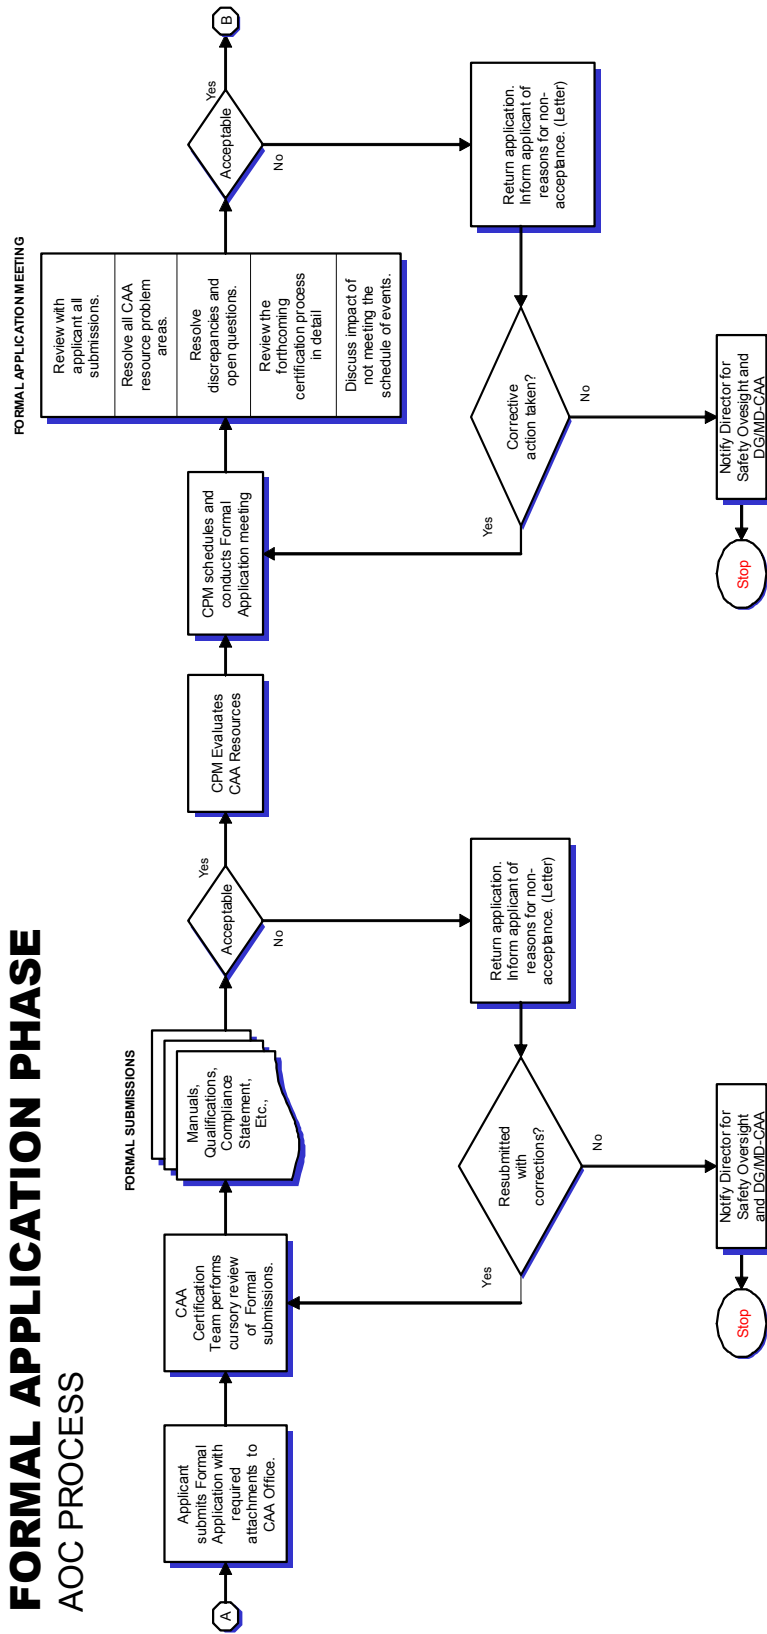 FORMAL APPLICATION PHASE
AOC PROCESS
A
Applicant
submits Formal
Application with
required
attachments to
CAA Office.
CAA
Certification
Team performs
cursory review
of Formal
submissions.
FORMAL SUBMISSIONS
Manuals,
Qualifications,
Compliance
Statement,
Etc.,
Acceptable
Yes
No
CPM Evaluates
CAA Resources
CPM schedules and
conducts Formal
Application meeting
FORMAL APPLICATION MEETING
Review with
applicant all
submissions.
Resolve all CAA
resource problem
areas.
Resolve
discrepancies and
open questions.
Review the
forthcoming
certification process
in detail
Discuss impact of
not meeting the
schedule of events.
Acceptable
Yes
No
B
Return application.
Inform applicant of
reasons for non-
acceptance. (Letter)
Resubmitted
with
corrections?
Yes
No
Notify Director for
Safety Oversight
and DG/MD-CAA
Stop
Return application.
Inform applicant of
reasons for non-
acceptance. (Letter)
Corrective
action taken?
Yes
No
Notify Director for
Safety Ovesight and
DG/MD-CAA
Stop